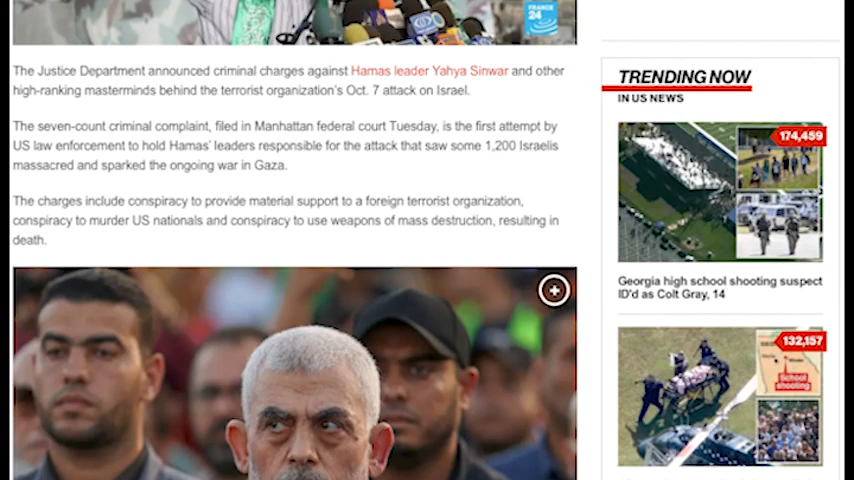 FRANCE
24
The Justice Department announced criminal charges against Hamas leader Yahya Sinwar and other
high-ranking masterminds behind the terrorist organization's Oct. 7 attack on Israel.
The seven-count criminal complaint, filed in Manhattan federal court Tuesday, is the first attempt by
US law enforcement to hold Hamas' leaders responsible for the attack that saw some 1,200 Israelis
massacred and sparked the ongoing war in Gaza.
The charges include conspiracy to provide material support to a foreign terrorist organization,
conspiracy to murder US nationals and conspiracy to use weapons of mass destruction, resulting in
death.
TRENDING NOW
IN US NEWS
174,459
Georgia high school shooting suspect
ID'd as Colt Gray, 14
132,157
School
shooting